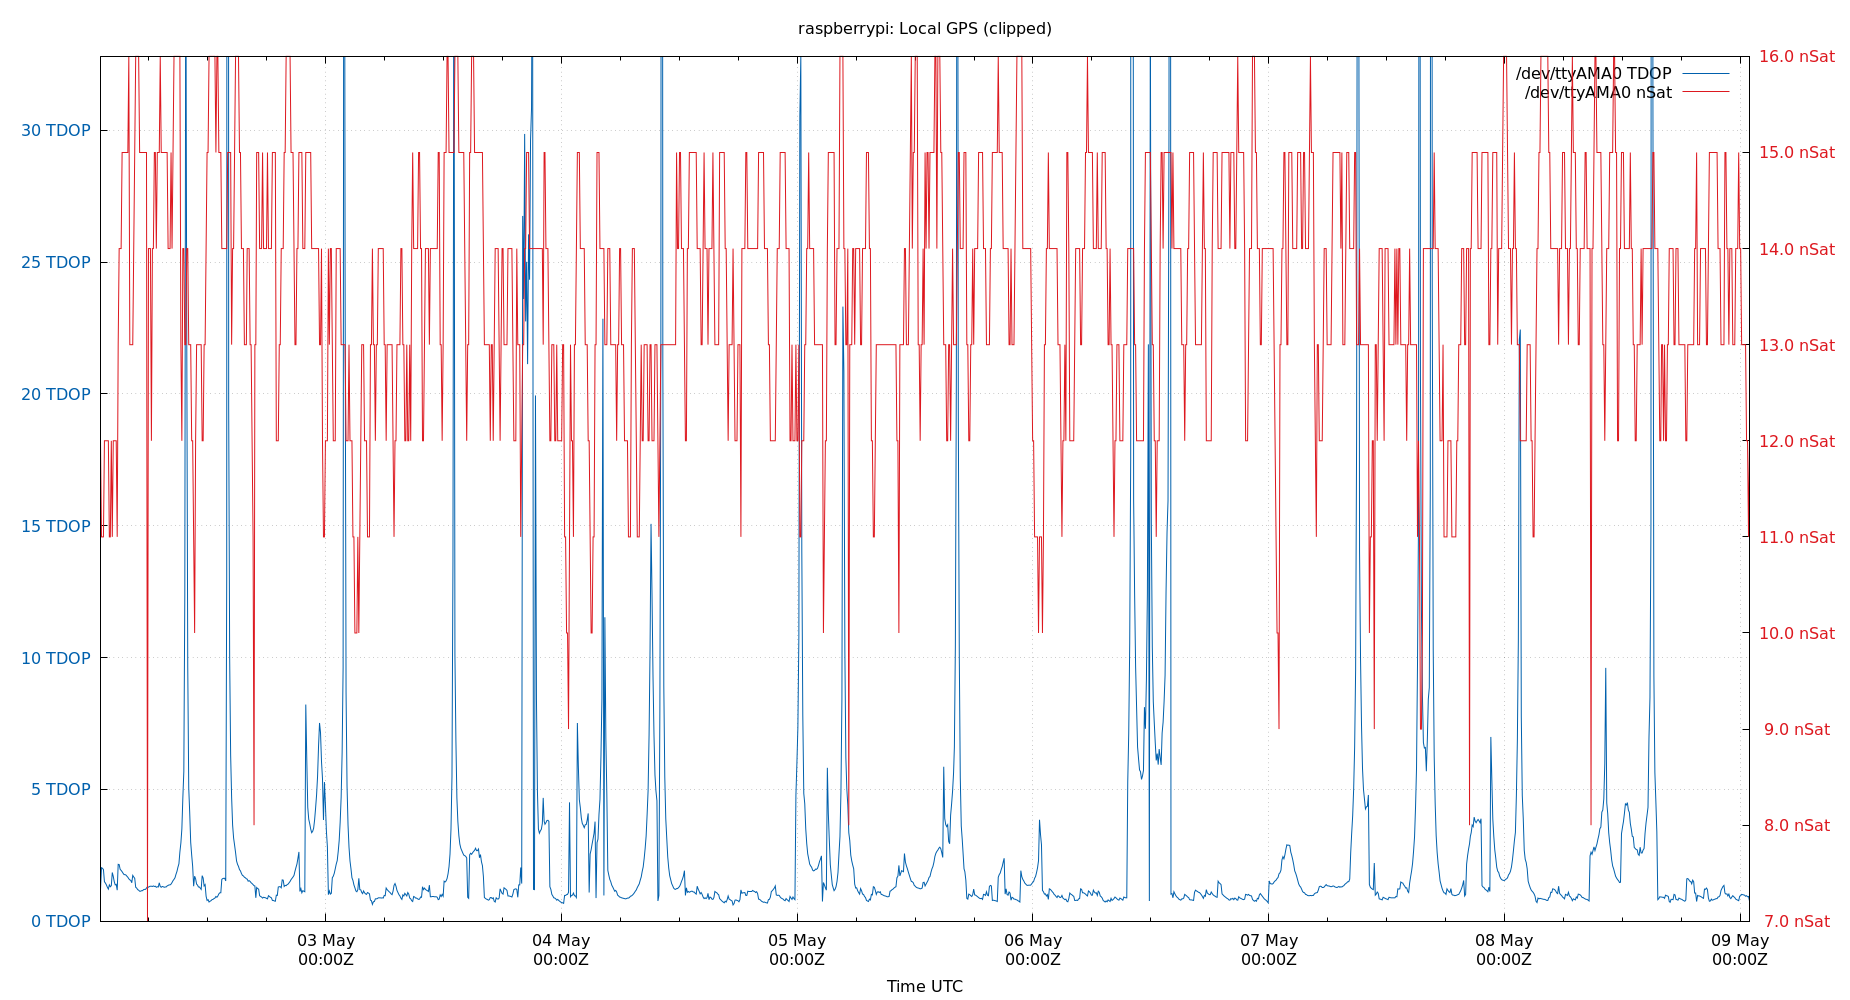 raspberrypi: Local GPS (clipped)
/dev/ttyAMA0 TDOP
/dev/ttyAMA0 nSat
30 TDOP
25 TDOP
20 TDOP
15 TDOP
10 TDOP
5 TDOP
0 TDOP
16.0 nSat
15.0 nSat
14.0 nSat
13.0 nSat
12.0 nSat
11.0 nSat
10.0 nSat
9.0 nSat
8.0 nSat
7.0 nSat
03 May
00:00Z
04 May
00:00Z
05 May
00:00Z
06 May
00:00Z
07 May
00:00Z
08 May
00:00Z
09 May
00:00Z
Time UTC